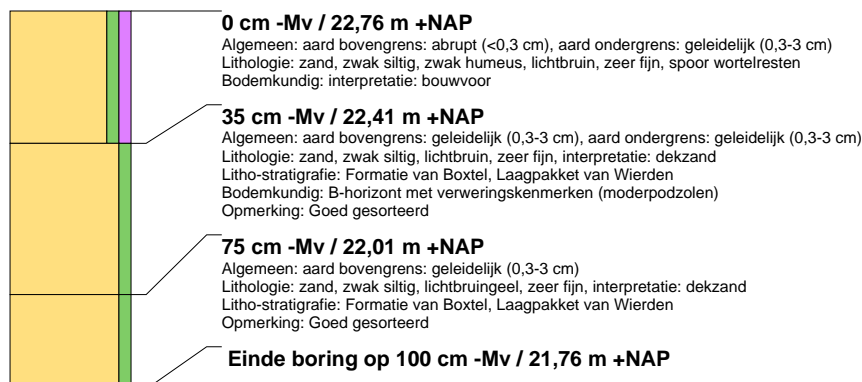 0 cm -Mv / 22,76 m +NAP
Algemeen: aard bovengrens: abrupt (<0,3 cm), aard ondergrens: geleidelijk (0,3-3 cm)
Lithologie: zand, zwak siltig, zwak humeus, lichtbruin, zeer fijn, spoor wortelresten
Bodemkundig: interpretatie: bouwvoor
35 cm -Mv / 22,41 m +NAP
Algemeen: aard bovengrens: geleidelijk (0,3-3 cm), aard ondergrens: geleidelijk (0,3-3 cm)
Lithologie: zand, zwak siltig, lichtbruin, zeer fijn, interpretatie: dekzand
Litho-stratigrafie: Formatie van Boxtel, Laagpakket van Wierden
Bodemkundig: B-horizont met verweringskenmerken (moderpodzolen)
Opmerking: Goed gesorteerd
75 cm -Mv / 22,01 m +NAP
Algemeen: aard bovengrens: geleidelijk (0,3-3 cm)
Lithologie: zand, zwak siltig, lichtbruingeel, zeer fijn, interpretatie: dekzand
Litho-stratigrafie: Formatie van Boxtel, Laagpakket van Wierden
Opmerking: Goed gesorteerd
Einde boring op 100 cm -Mv / 21,76 m +NAP